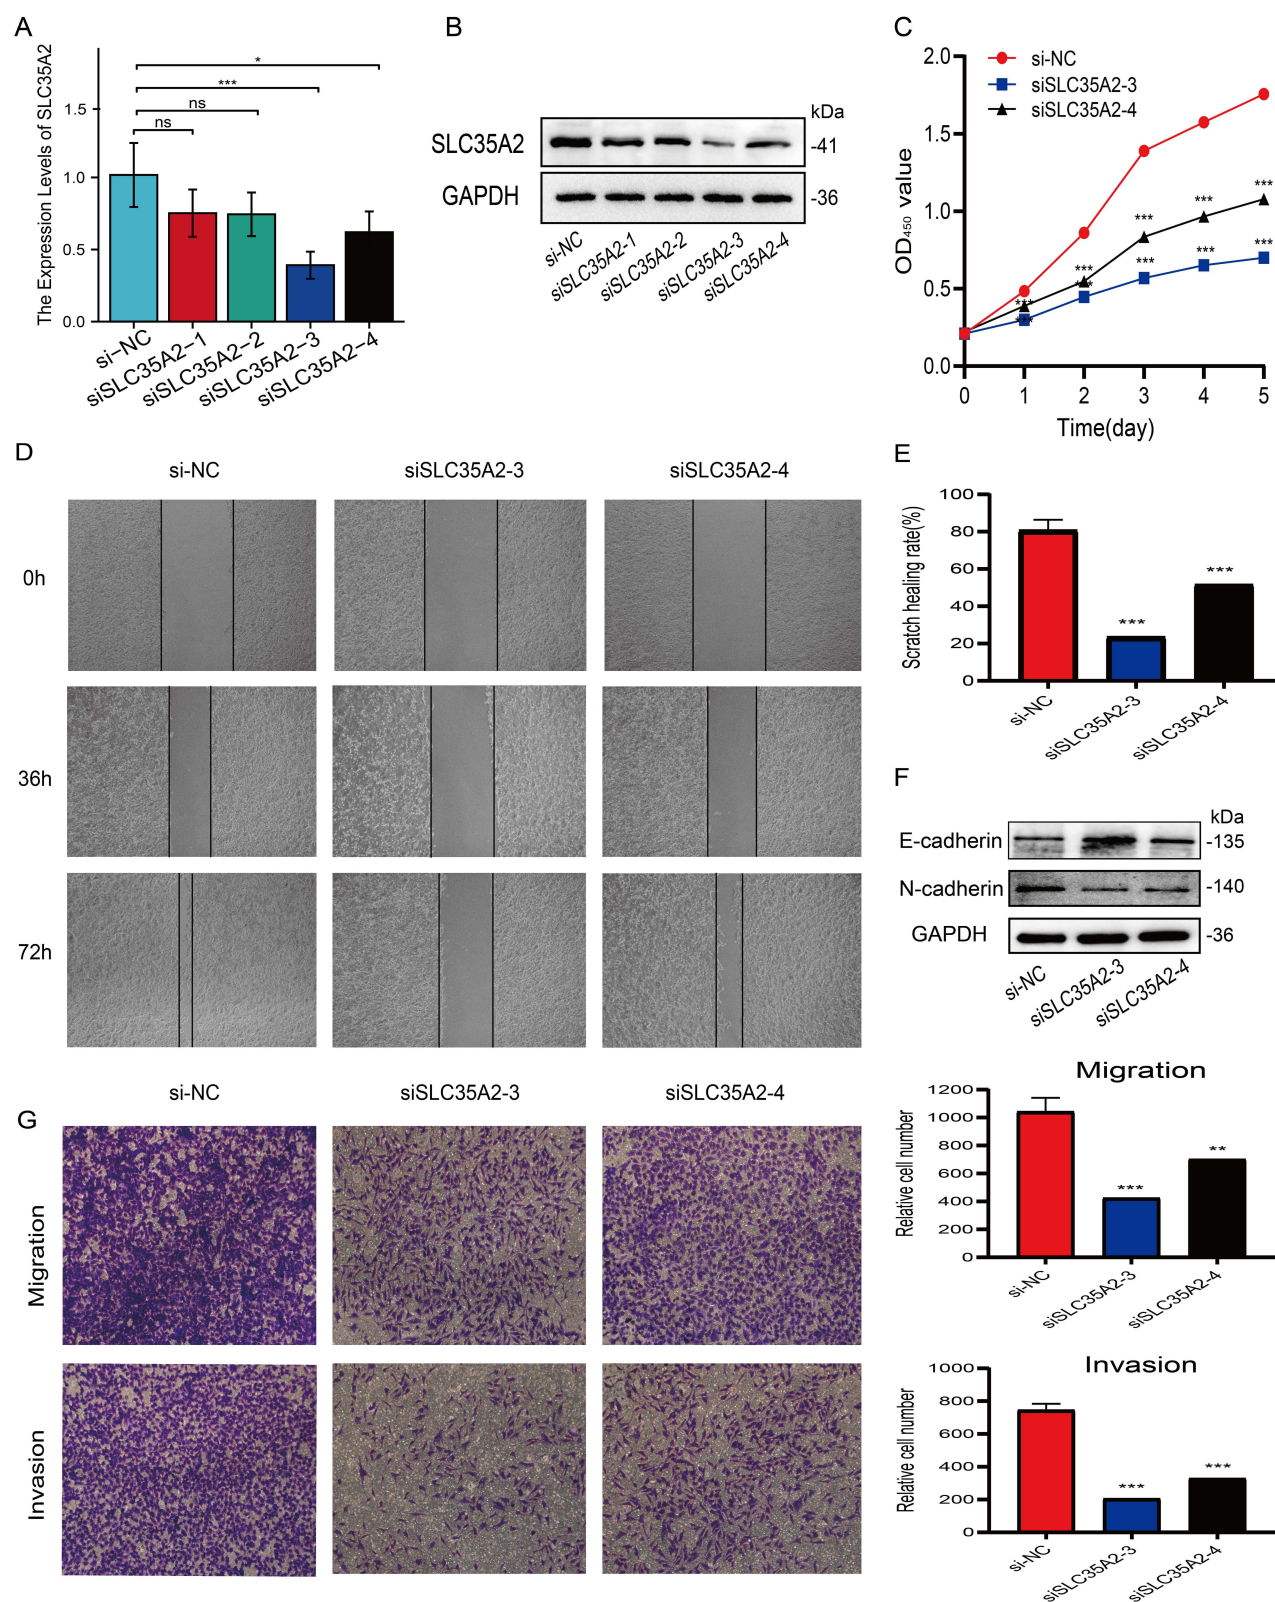 A
The Expression Levels of SLC35A2
1.5
1.0
0.5
0.0
*
***
ns
ns
si-NC
siSLC35A2-1
siSLC35A2-2
siSLC35A2-3
siSLC35A2-4
B
kDa
SLC35A2
-41
GAPDH
-36
si-NC
siSLC35A2-1
siSLC35A2-2
siSLC35A2-3
siSLC35A2-4
C
si-NC
siSLC35A2-3
siSLC35A2-4
OD450 value
2.0
1.5
1.0
0.5
0.0
***
***
***
***
***
***
***
***
***
***
0 1 2 3 4 5
Time(day)
D
si-NC siSLC35A2-3 siSLC35A2-4
0h
36h
72h
E
Scratch healing rate(%)
100
80
60
40
20
0
***
***
si-NC
siSLC35A2-3
siSLC35A2-4
F
kDa
E-cadherin
-135
N-cadherin
-140
GAPDH
-36
si-NC
siSLC35A2-3
siSLC35A2-4
G
si-NC siSLC35A2-3 siSLC35A2-4
Migration
Invasion
Migration
Relative cell number
1200
1000
800
600
400
200
0
***
**
si-NC
siSLC35A2-3
siSLC35A2-4
Invasion
Relative cell number
1000
800
600
400
200
0
***
***
si-NC
siSLC35A2-3
siSLC35A2-4